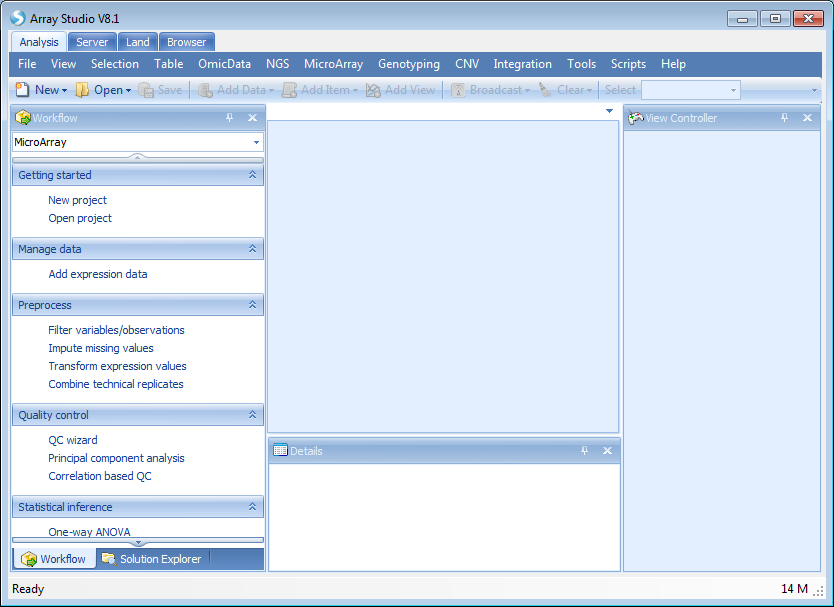 Array Studio V8.1
Analysis Server Land Browser
File View Selection Table OmicData NGS MicroArray Genotyping CNV Integration Tools Scripts Help
New Open Save Add Data Add Item Add View Broadcast Clear Select
Workflow
MicroArray
Getting started
New project
Open project
Manage data
Add expression data
Preprocess
Filter variables/observations
Impute missing values
Transform expression values
Combine technical replicates
Quality control
QC wizard
Principal component analysis
Correlation based QC
Statistical inference
One-way ANOVA
Workflow Solution Explorer
Details
View Controller
Ready 14 M